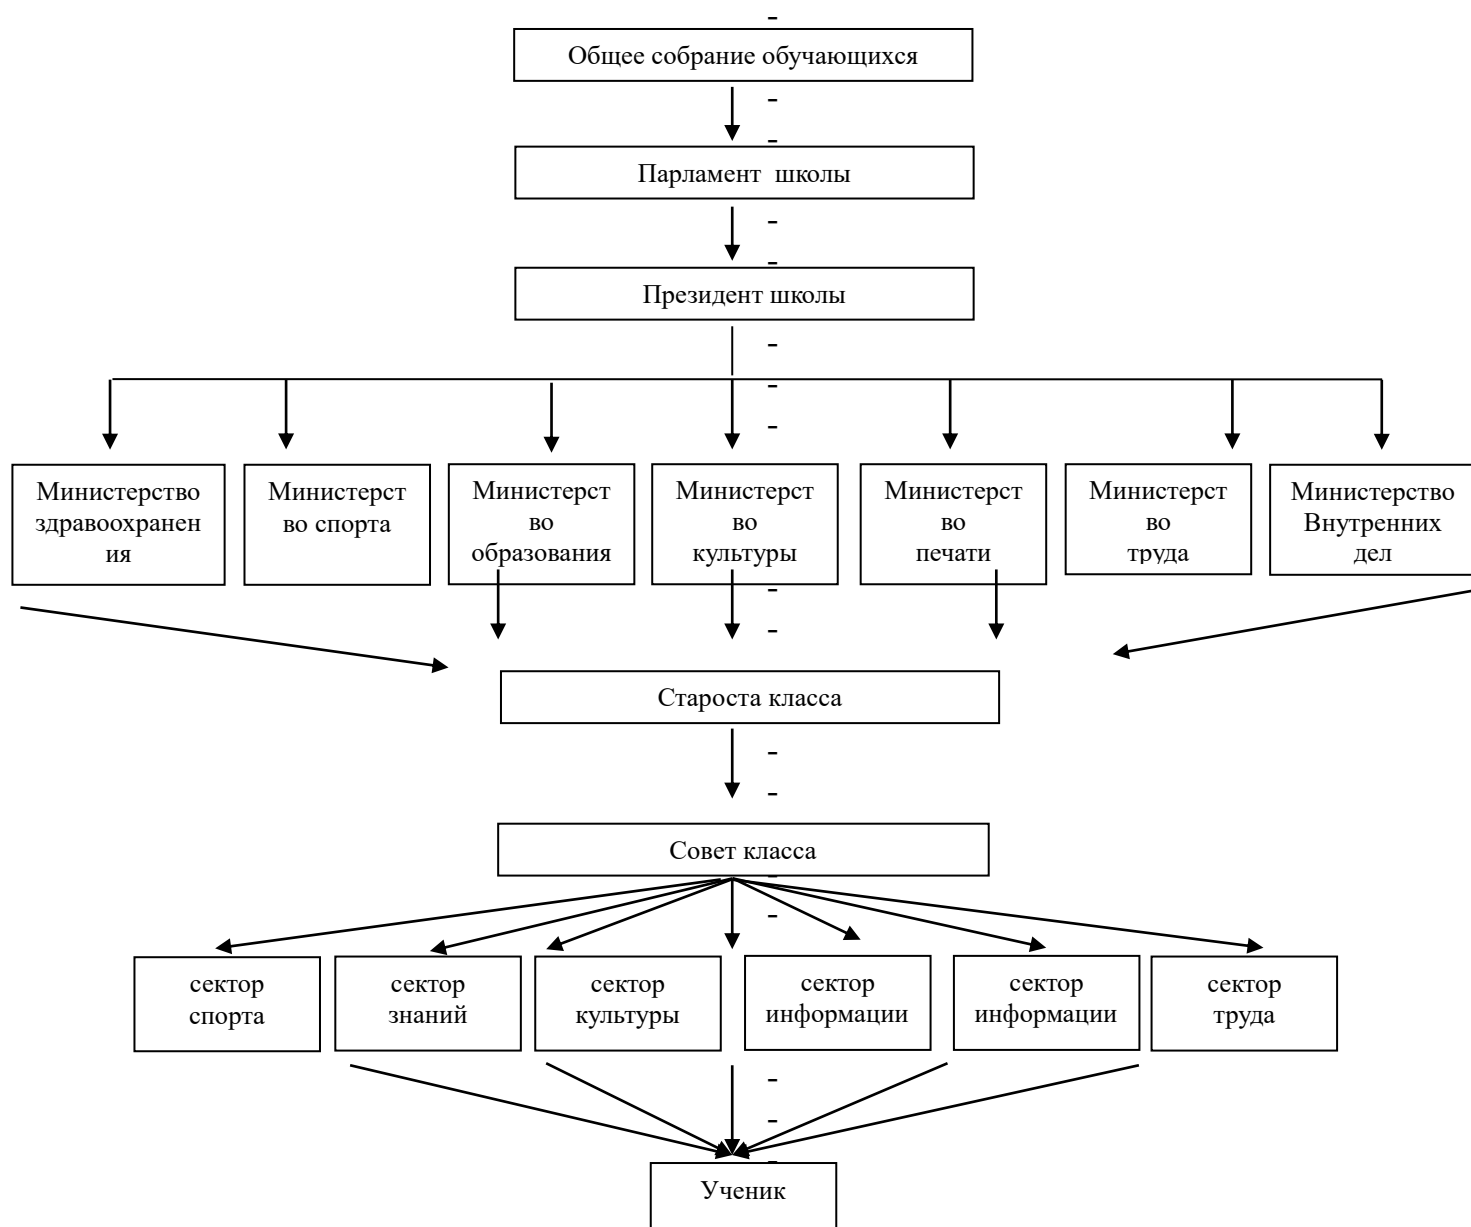 Общее собрание обучающихся
Парламент школы
Президент школы
Министерство
здравоохранен
ия
Министерст
во спорта
Министерст
во
образования
Министерст
во
культуры
Министерст
во
печати
Министерст
во
труда
Министерство
Внутренних
дел
Староста класса
Совет класса
сектор
спорта
сектор
знаний
сектор
культуры
сектор
информации
сектор
информации
сектор
труда
Ученик